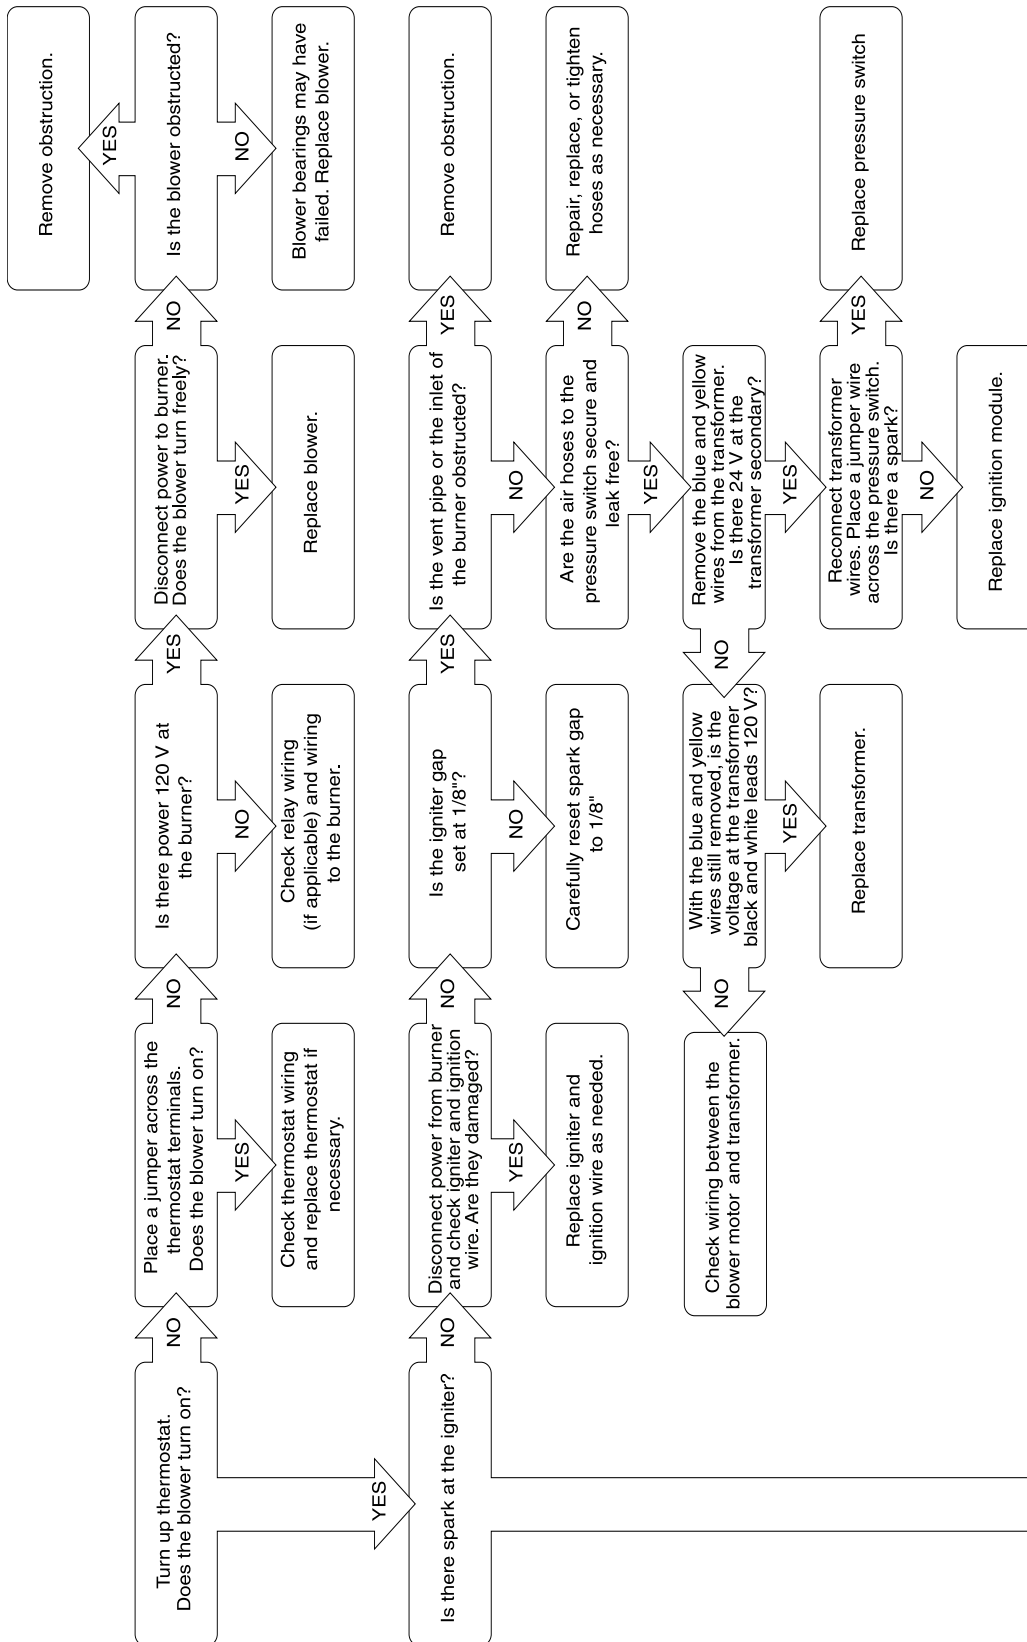 Turn up thermostat.
Does the blower turn on?
NO
Place a jumper across the
thermostat terminals.
Does the blower turn on?
NO
Is there power 120 V at
the burner?
YES
Disconnect power to burner.
Does the blower turn freely?
NO
Is the blower obstructed?
YES
Remove obstruction.
NO
Blower bearings may have
failed. Replace blower.
YES
Replace blower.
NO
Check relay wiring
(if applicable) and wiring
to the burner.
YES
Check thermostat wiring
and replace thermostat if
necessary.
YES
Is there spark at the igniter?
NO
Disconnect power from burner
and check igniter and ignition
wire. Are they damaged?
NO
Is the igniter gap
set at 1/8"?
YES
Is the vent pipe or the inlet of
the burner obstructed?
YES
Remove obstruction.
YES
Replace igniter and
ignition wire as needed.
NO
Carefully reset spark gap
to 1/8"
NO
Are the air hoses to the
pressure switch secure and
leak free?
NO
Repair, replace, or tighten
hoses as necessary.
YES
Remove the blue and yellow
wires from the transformer.
Is there 24 V at the
transformer secondary?
NO
With the blue and yellow
wires still removed, is the
voltage at the transformer
black and white leads 120 V?
NO
Check wiring between the
blower motor and transformer.
YES
Replace transformer.
YES
Reconnect transformer
wires. Place a jumper wire
across the pressure switch.
Is there a spark?
YES
Replace pressure switch
NO
Replace ignition module.